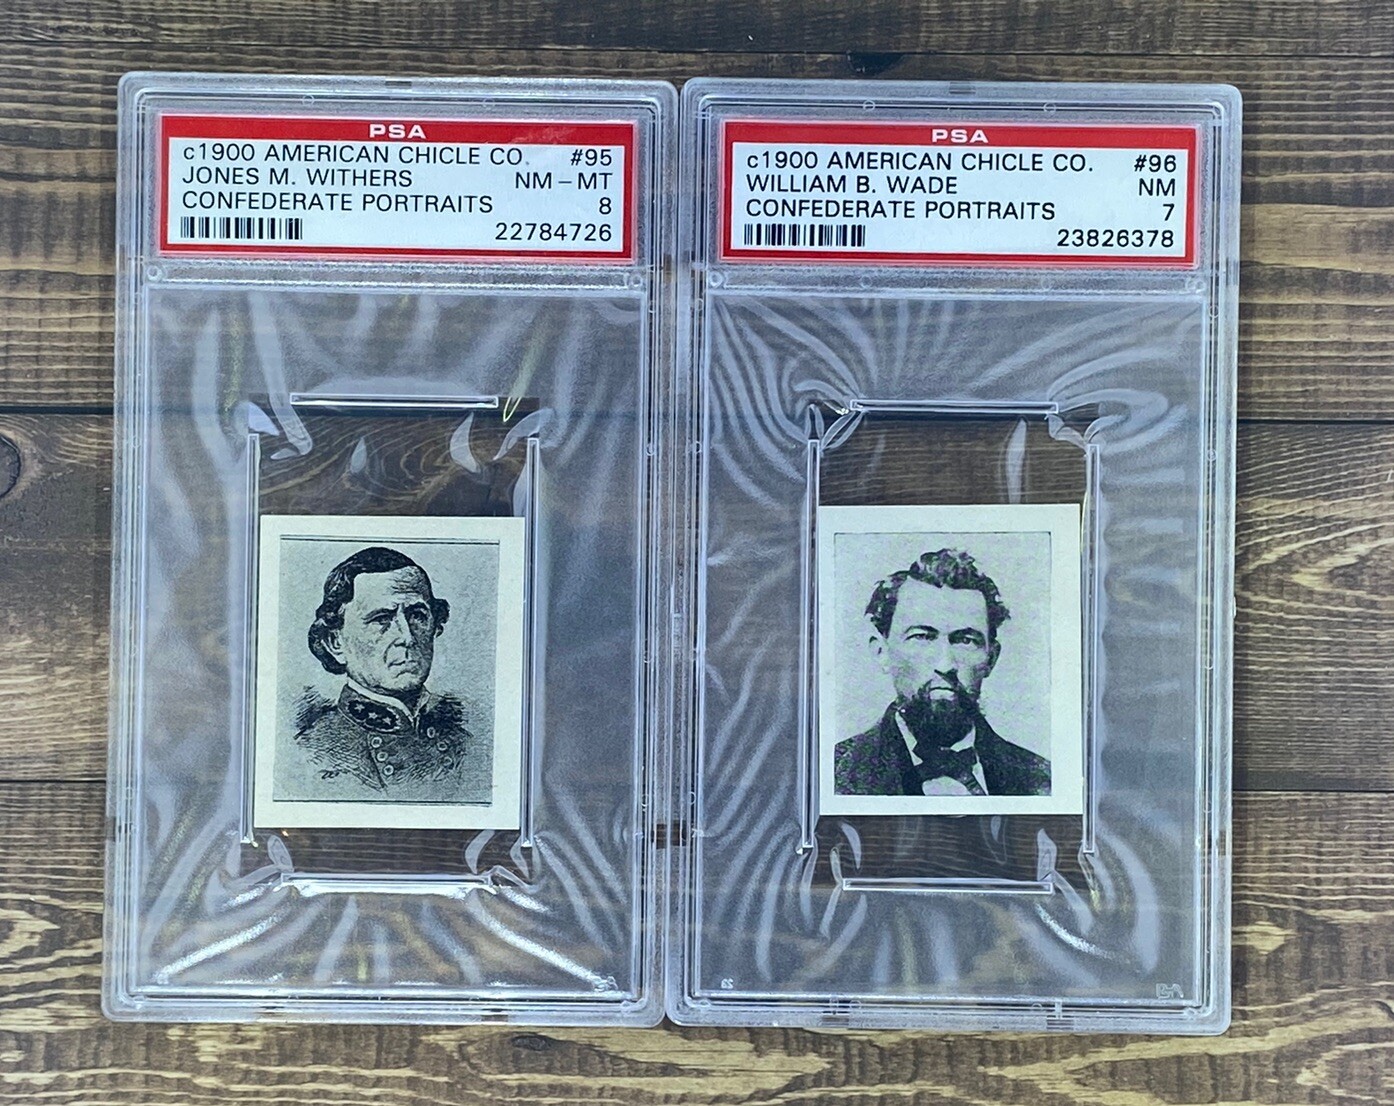 PSA
c1900 AMERICAN CHICLE CO. #95
JONES M. WITHERS NM-MT
CONFEDERATE PORTRAITS 8
22784726
PSA
c1900 AMERICAN CHICLE CO. #96
WILLIAM B. WADE NM
CONFEDERATE PORTRAITS 7
23826378